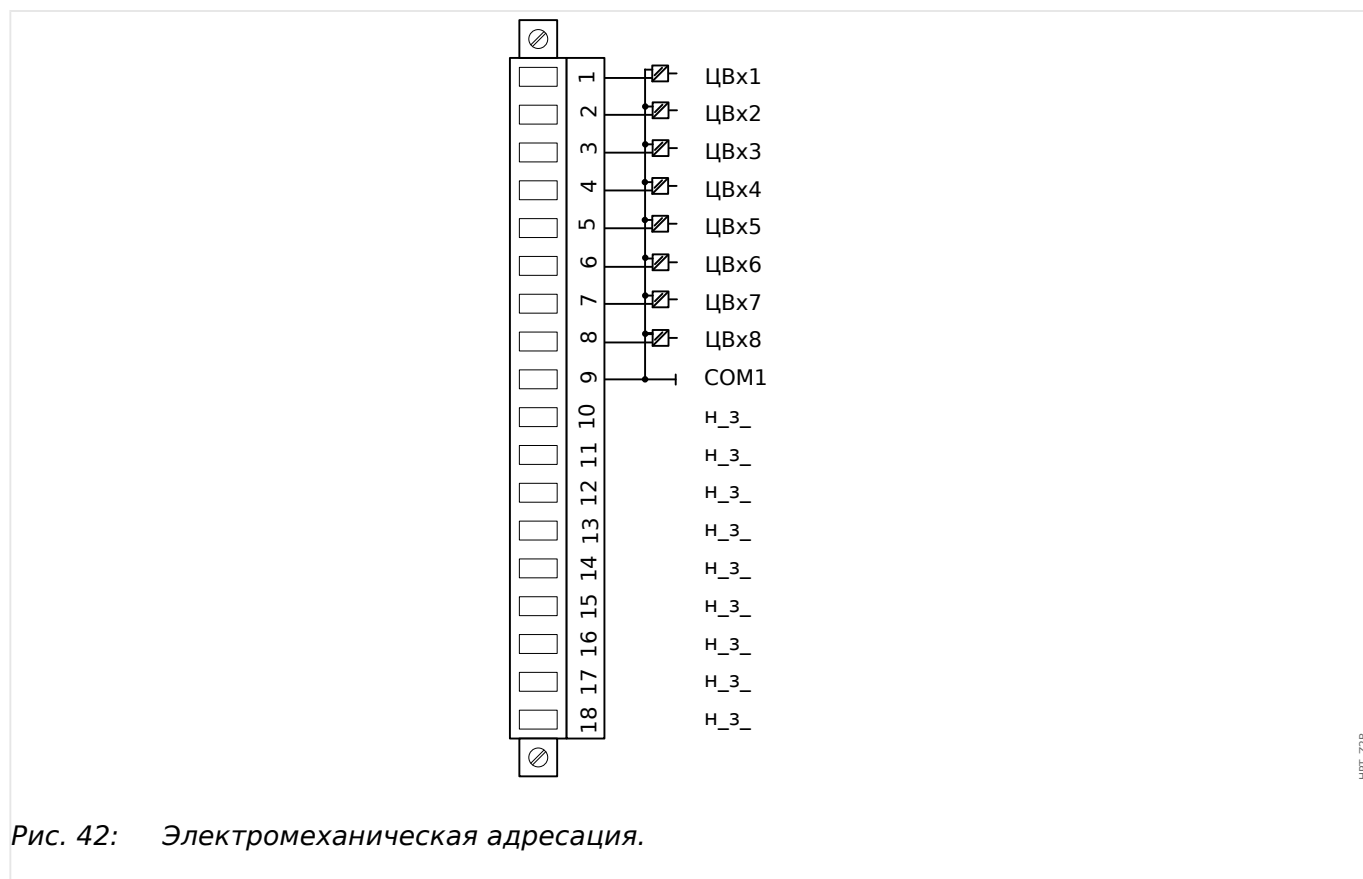 1 ЦВх1
2 ЦВх2
3 ЦВх3
4 ЦВх4
5 ЦВх5
6 ЦВх6
7 ЦВх7
8 ЦВх8
9 COM1
10 н_з_
11 н_з_
12 н_з_
13 н_з_
14 н_з_
15 н_з_
16 н_з_
17 н_з_
18 н_з_
Рис. 42: Электромеханическая адресация.